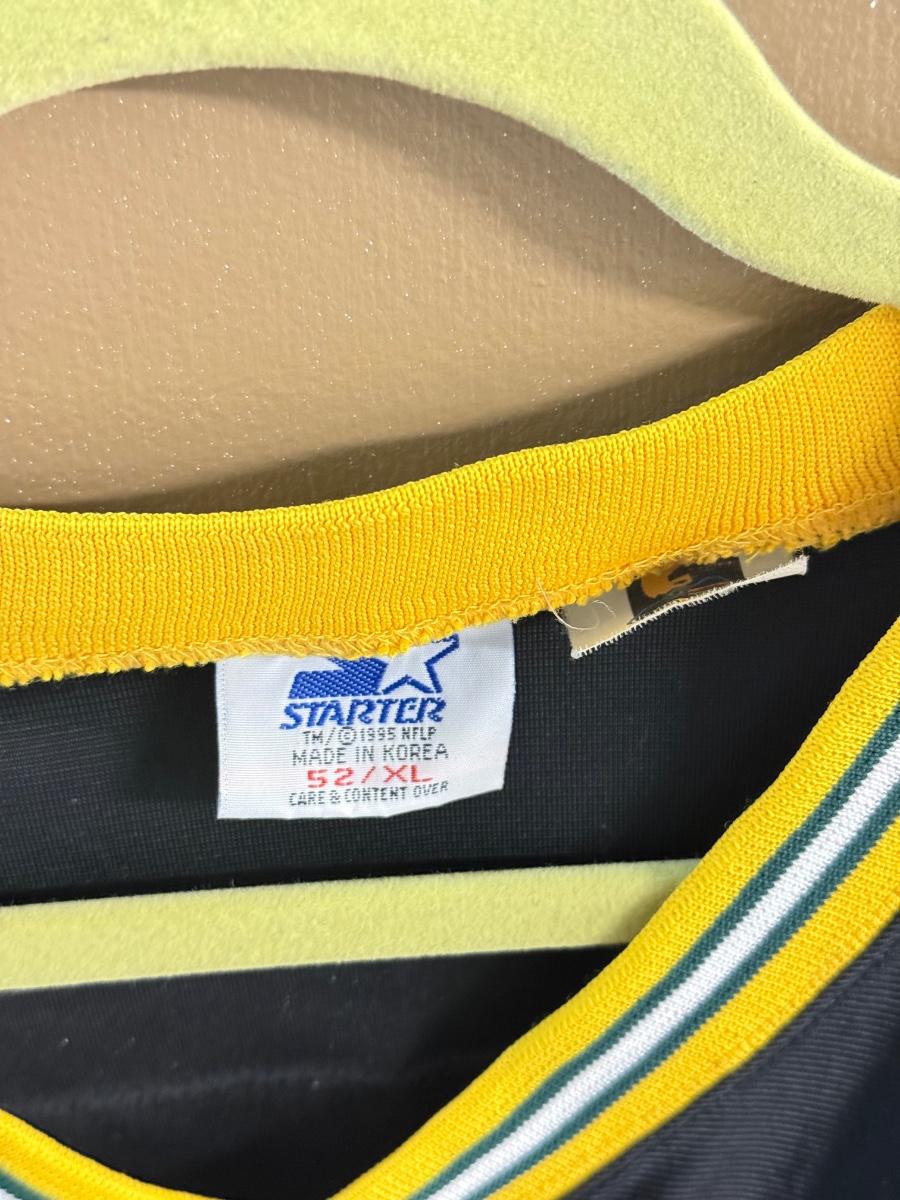 STARTER
TM/©1995 NFLP
MADE IN KOREA
52/XL
CARE & CONTENT OVER